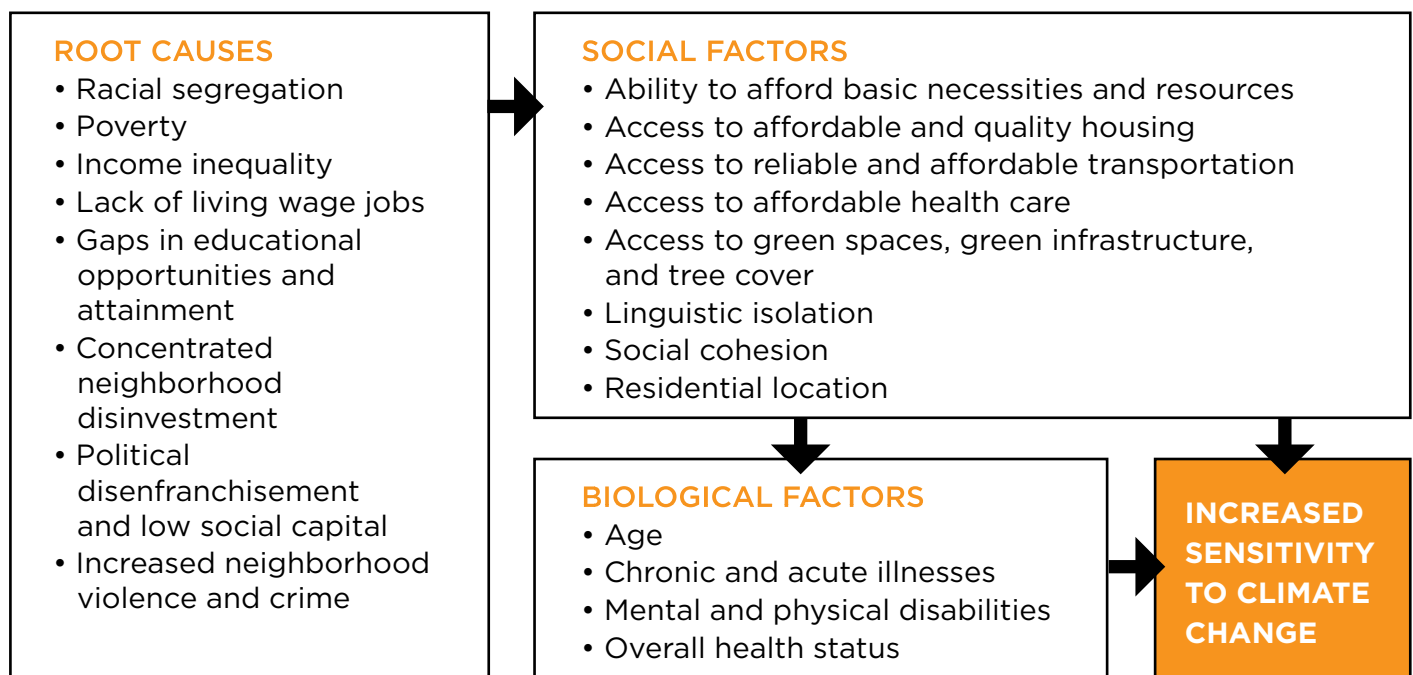 ROOT CAUSES
• Racial segregation
• Poverty
• Income inequality
• Lack of living wage jobs
• Gaps in educational
opportunities and
attainment
• Concentrated
neighborhood
disinvestment
• Political
disenfranchisement
and low social capital
• Increased neighborhood
violence and crime
SOCIAL FACTORS
• Ability to afford basic necessities and resources
• Access to affordable and quality housing
• Access to reliable and affordable transportation
• Access to affordable health care
• Access to green spaces, green infrastructure,
and tree cover
• Linguistic isolation
• Social cohesion
• Residential location
BIOLOGICAL FACTORS
• Age
• Chronic and acute illnesses
• Mental and physical disabilities
• Overall health status
INCREASED
SENSITIVITY
TO CLIMATE
CHANGE